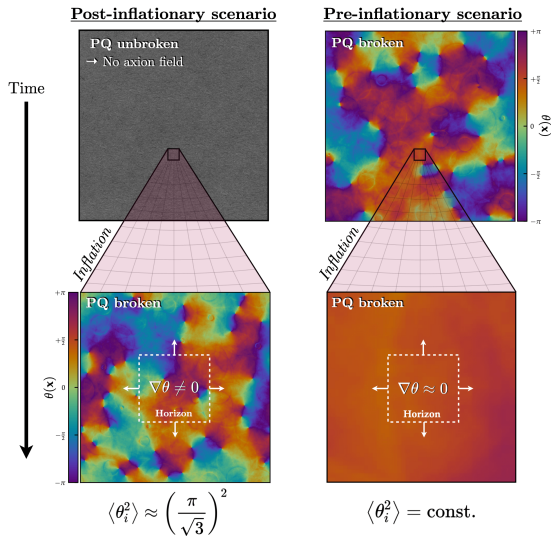 Post-inflationary scenario
Pre-inflationary scenario
Time
PQ unbroken
→ No axion field
PQ broken
+π
+π/2
0
−π/2
−π
θ(x)
Inflation
Inflation
+π
+π/2
0
−π/2
−π
θ(x)
PQ broken
∇θ ≠ 0
Horizon
PQ broken
∇θ ≈ 0
Horizon
⟨θ_i^2⟩ ≈ (π/√3)^2
⟨θ_i^2⟩ = const.